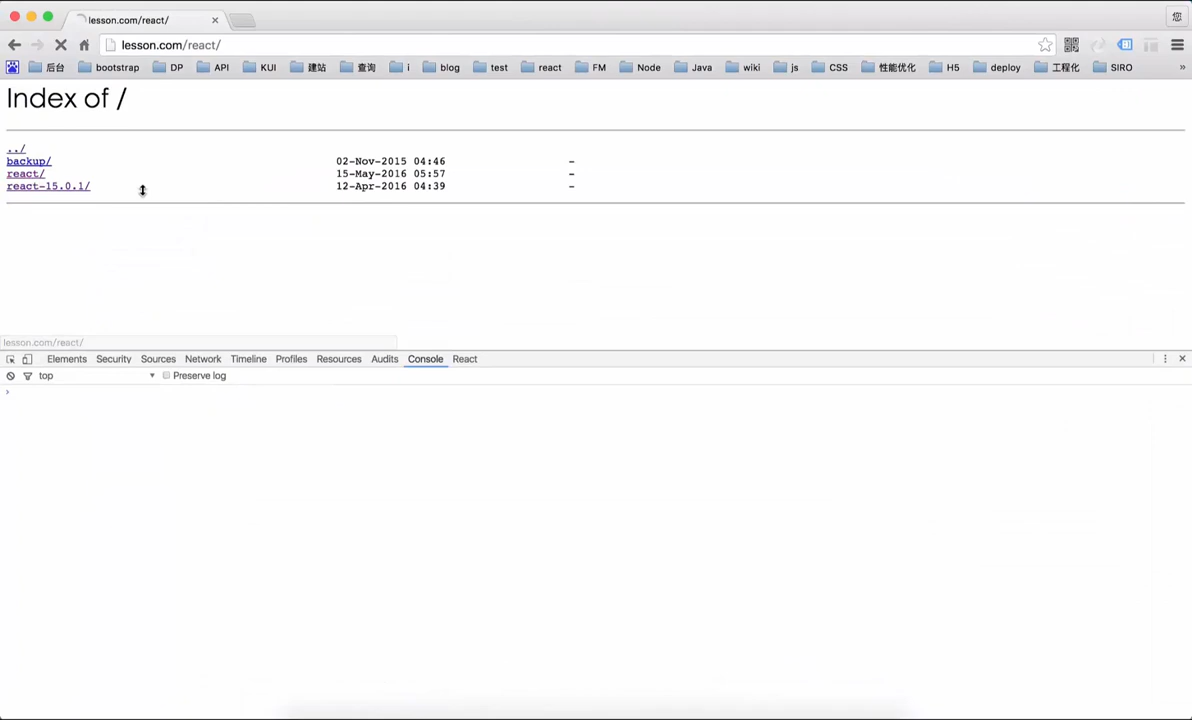 lesson.com/react/
您
lesson.com/react/
后台 bootstrap DP API KUI 建站 查询 i blog test react FM Node Java wiki js CSS 性能优化 H5 deploy 工程化 SIRO »
Index of /
../
backup/ 02-Nov-2015 04:46 -
react/ 15-May-2016 05:57 -
react-15.0.1/ 12-Apr-2016 04:39 -
lesson.com/react/
Elements Security Sources Network Timeline Profiles Resources Audits Console React
top Preserve log